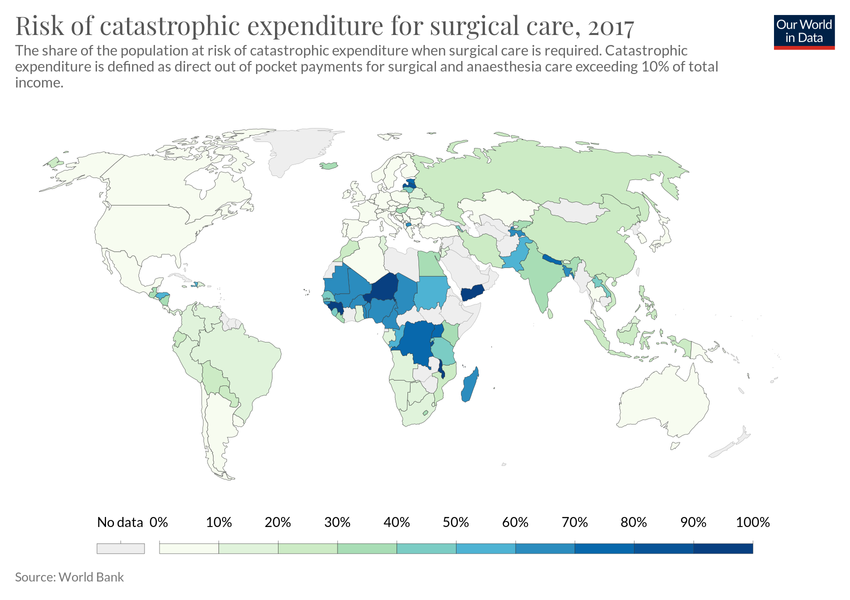 Risk of catastrophic expenditure for surgical care, 2017
Our World
in Data
The share of the population at risk of catastrophic expenditure when surgical care is required. Catastrophic
expenditure is defined as direct out of pocket payments for surgical and anaesthesia care exceeding 10% of total
income.
No data 0% 10% 20% 30% 40% 50% 60% 70% 80% 90% 100%
Source: World Bank